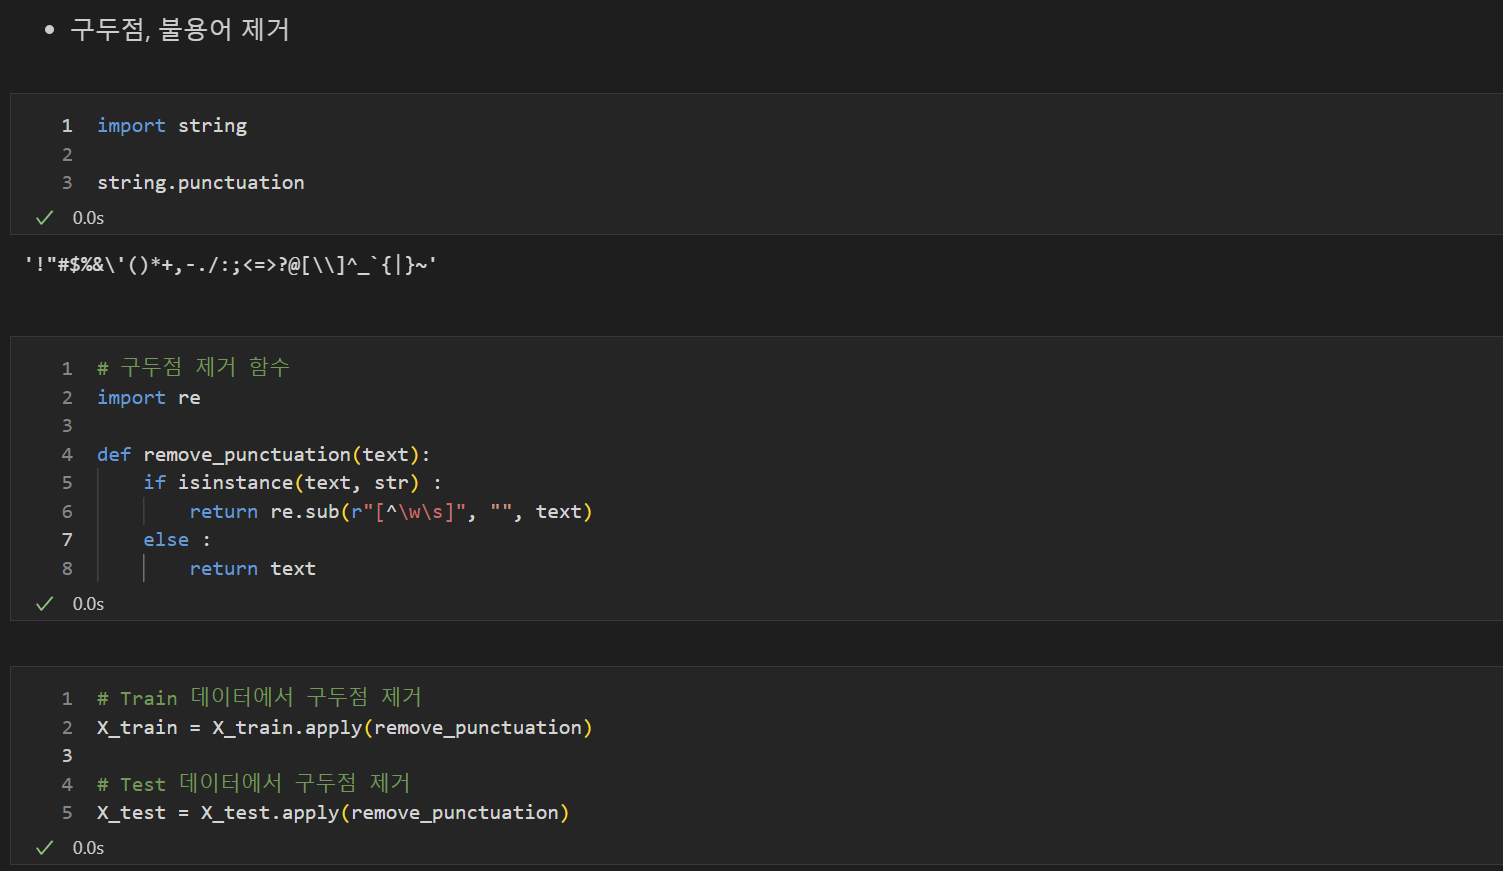 • 구두점, 불용어 제거
1 import string
2
3 string.punctuation
✓ 0.0s
'!"#$%&\'()*+,-./:;<=>?@[\\]^_`{|}~'
1 # 구두점 제거 함수
2 import re
3
4 def remove_punctuation(text):
5     if isinstance(text, str) :
6         return re.sub(r"[^\w\s]", "", text)
7     else :
8         return text
✓ 0.0s
1 # Train 데이터에서 구두점 제거
2 X_train = X_train.apply(remove_punctuation)
3
4 # Test 데이터에서 구두점 제거
5 X_test = X_test.apply(remove_punctuation)
✓ 0.0s